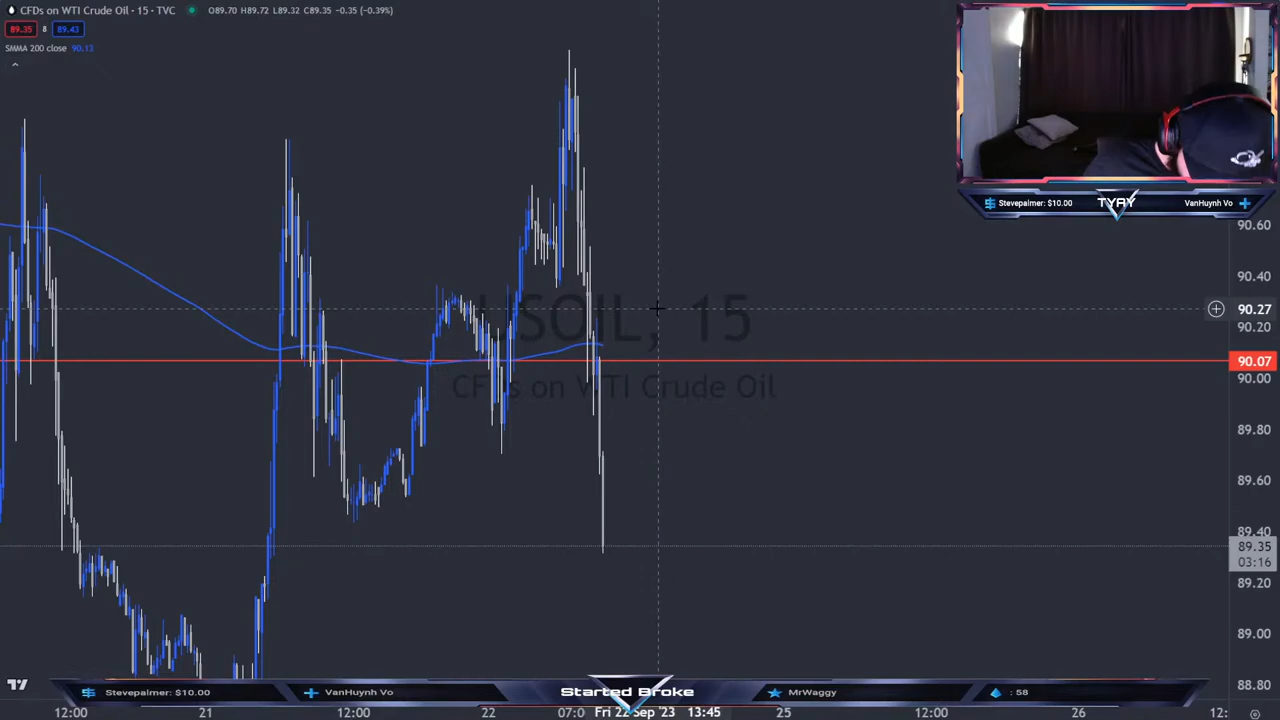 CFDs on WTI Crude Oil · 15 · TVC O89.70 H89.72 L89.32 C89.35 −0.35 (−0.39%)
89.35 8 89.43
SMMA 200 close 90.13
Stevepalmer: $10.00 TYAY VanHuynh Vo
90.60
90.40
90.27
90.20
USOIL, 15
90.07
90.00
CFDs on WTI Crude Oil
89.80
89.60
89.40
89.35
03:16
89.20
89.00
88.80
Stevepalmer: $10.00 VanHuynh Vo Started Broke MrWaggy : 58
12:00 21 12:00 22 07:0 Fri 22 Sep '23 13:45 25 12:00 26 12: